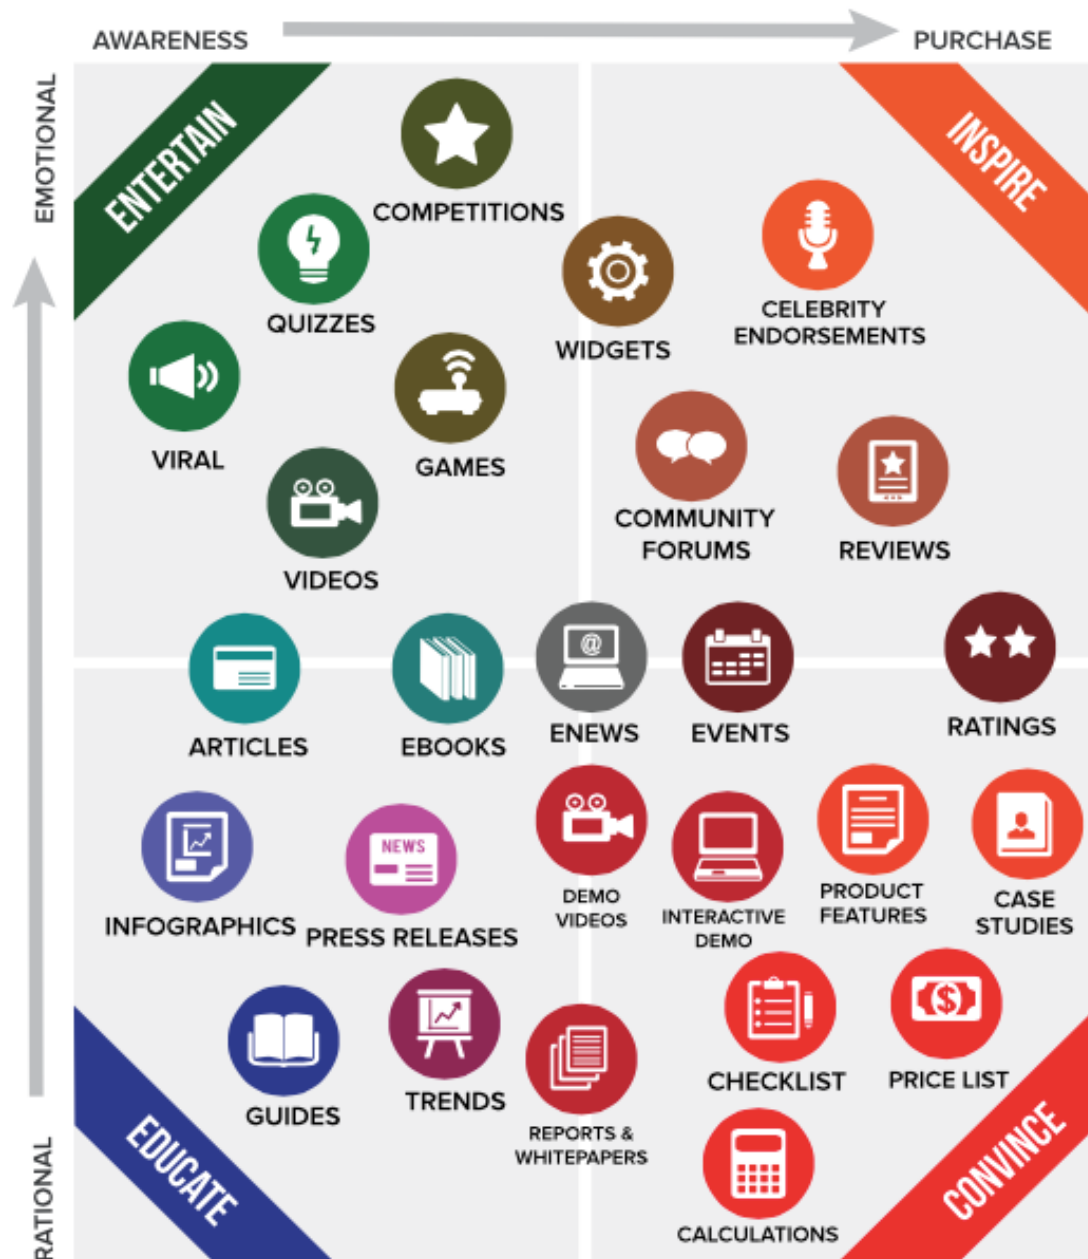 AWARENESS
PURCHASE
EMOTIONAL
RATIONAL
ENTERTAIN
INSPIRE
COMPETITIONS
QUIZZES
WIDGETS
CELEBRITY
ENDORSEMENTS
VIRAL
GAMES
VIDEOS
COMMUNITY
FORUMS
REVIEWS
ARTICLES
EBOOKS
@
ENEWS
EVENTS
RATINGS
INFOGRAPHICS
NEWS
PRESS RELEASES
DEMO
VIDEOS
INTERACTIVE
DEMO
PRODUCT
FEATURES
CASE
STUDIES
GUIDES
TRENDS
REPORTS &
WHITEPAPERS
CHECKLIST
$
PRICE LIST
CALCULATIONS
EDUCATE
CONVINCE